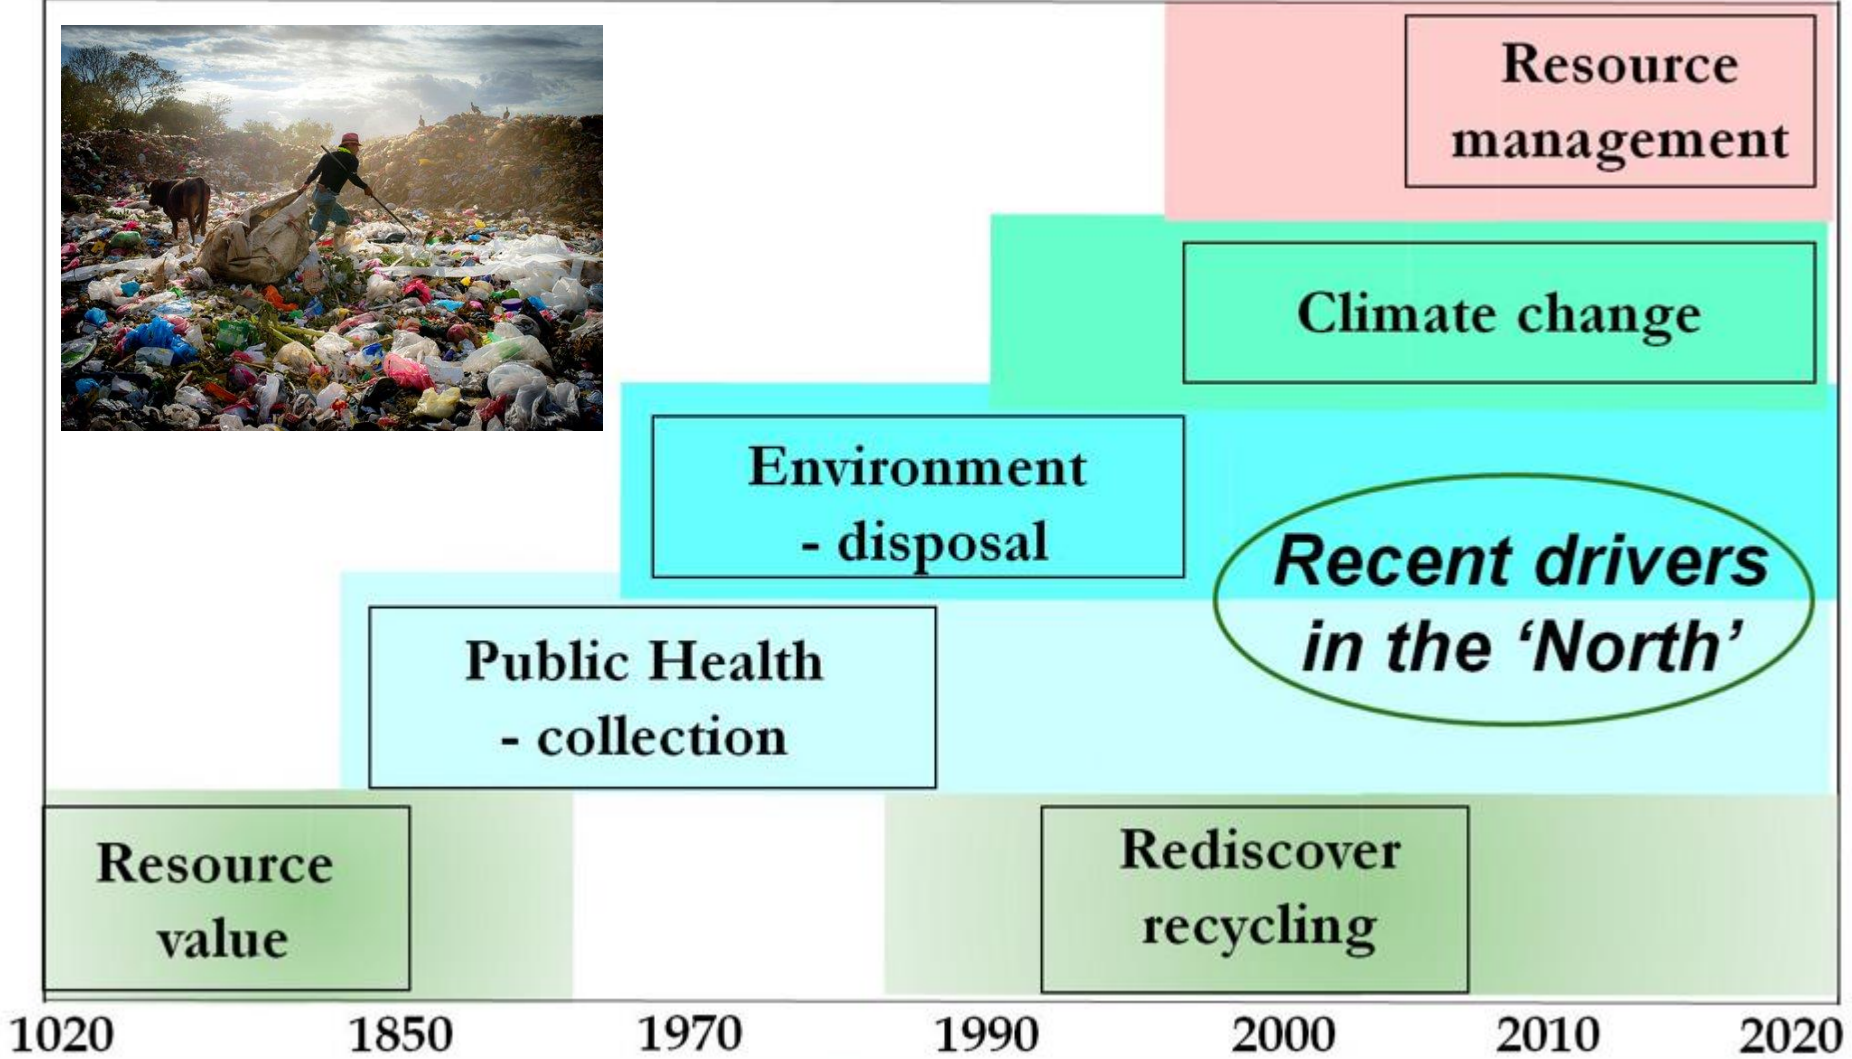 Resource
management
Climate change
Environment
- disposal
Recent drivers
in the ‘North’
Public Health
- collection
Resource
value
Rediscover
recycling
1020 1850 1970 1990 2000 2010 2020